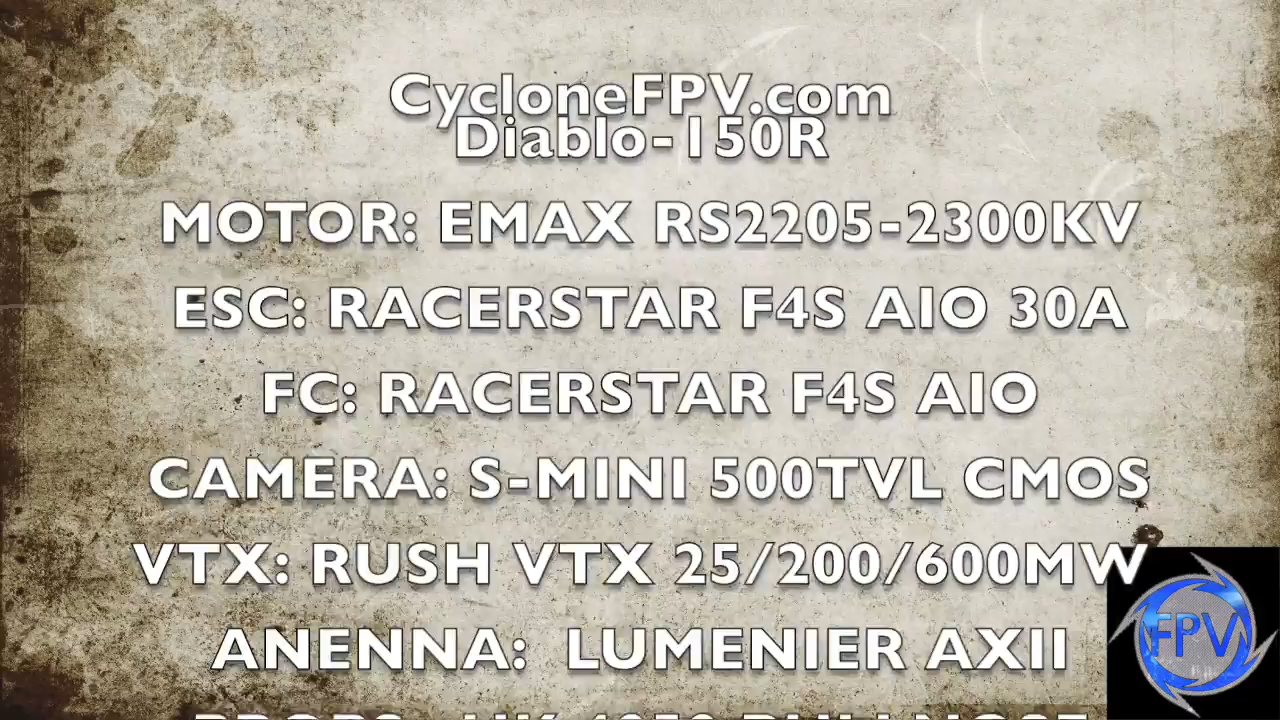 CycloneFPV.com
Diablo-150R
MOTOR: EMAX RS2205-2300KV
ESC: RACERSTAR F4S AIO 30A
FC: RACERSTAR F4S AIO
CAMERA: S-MINI 500TVL CMOS
VTX: RUSH VTX 25/200/600MW
ANENNA: LUMENIER AXII
FPV